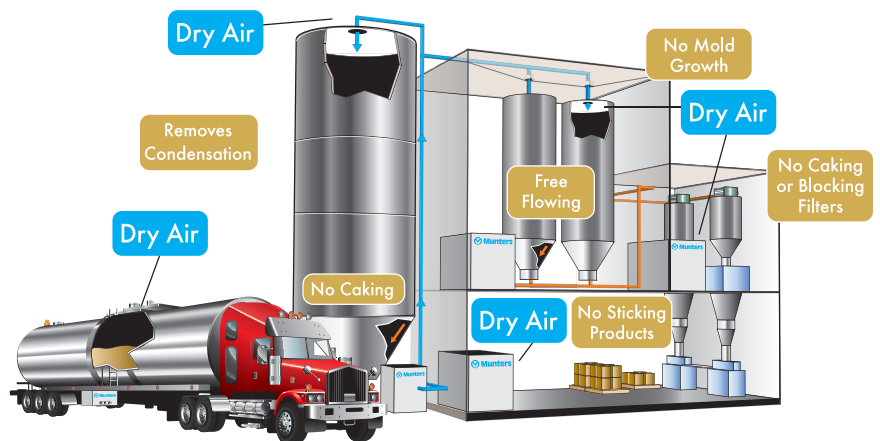 Dry Air
No Mold
Growth
Dry Air
Removes
Condensation
No Caking
or Blocking
Filters
Free
Flowing
Dry Air
Munters
Munters
No Caking
Dry Air
No Sticking
Products
Munters
Munters
Munters